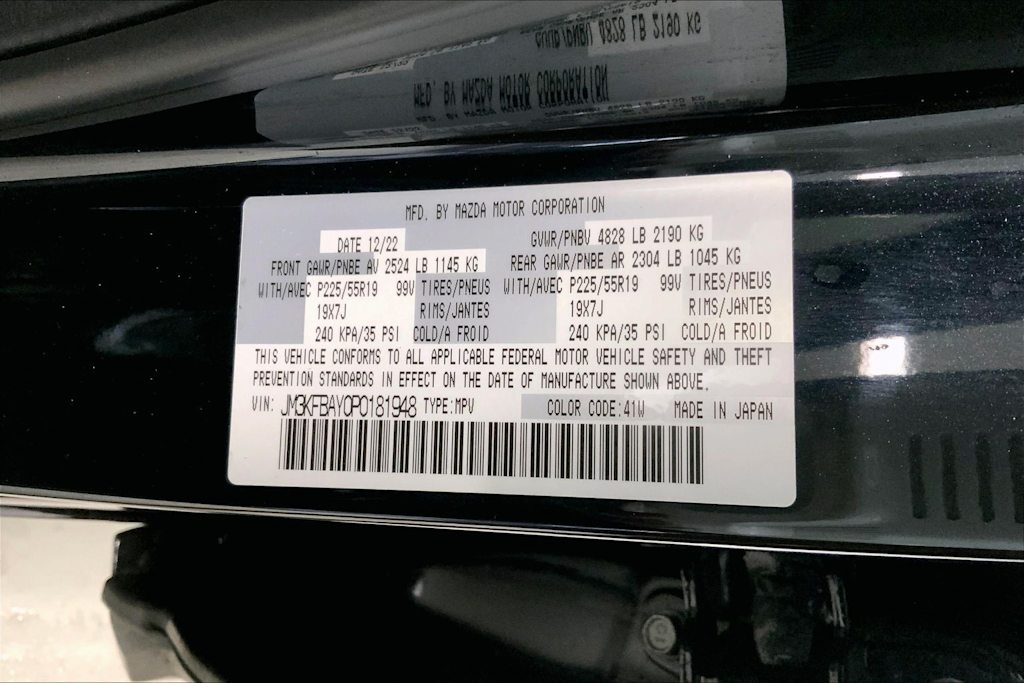 MFD. BY MAZDA MOTOR CORPORATION
DATE 12/22 GVWR/PNBV 4828 LB 2190 KG
FRONT GAWR/PNBE AV 2524 LB 1145 KG REAR GAWR/PNBE AR 2304 LB 1045 KG
WITH/AVEC P225/55R19 99V TIRES/PNEUS WITH/AVEC P225/55R19 99V TIRES/PNEUS
19X7J RIMS/JANTES 19X7J RIMS/JANTES
240 KPA/35 PSI COLD/A FROID 240 KPA/35 PSI COLD/A FROID
THIS VEHICLE CONFORMS TO ALL APPLICABLE FEDERAL MOTOR VEHICLE SAFETY AND THEFT
PREVENTION STANDARDS IN EFFECT ON THE DATE OF MANUFACTURE SHOWN ABOVE.
VIN: JM3KFBAY0P0181948 TYPE:MPV COLOR CODE:41W MADE IN JAPAN